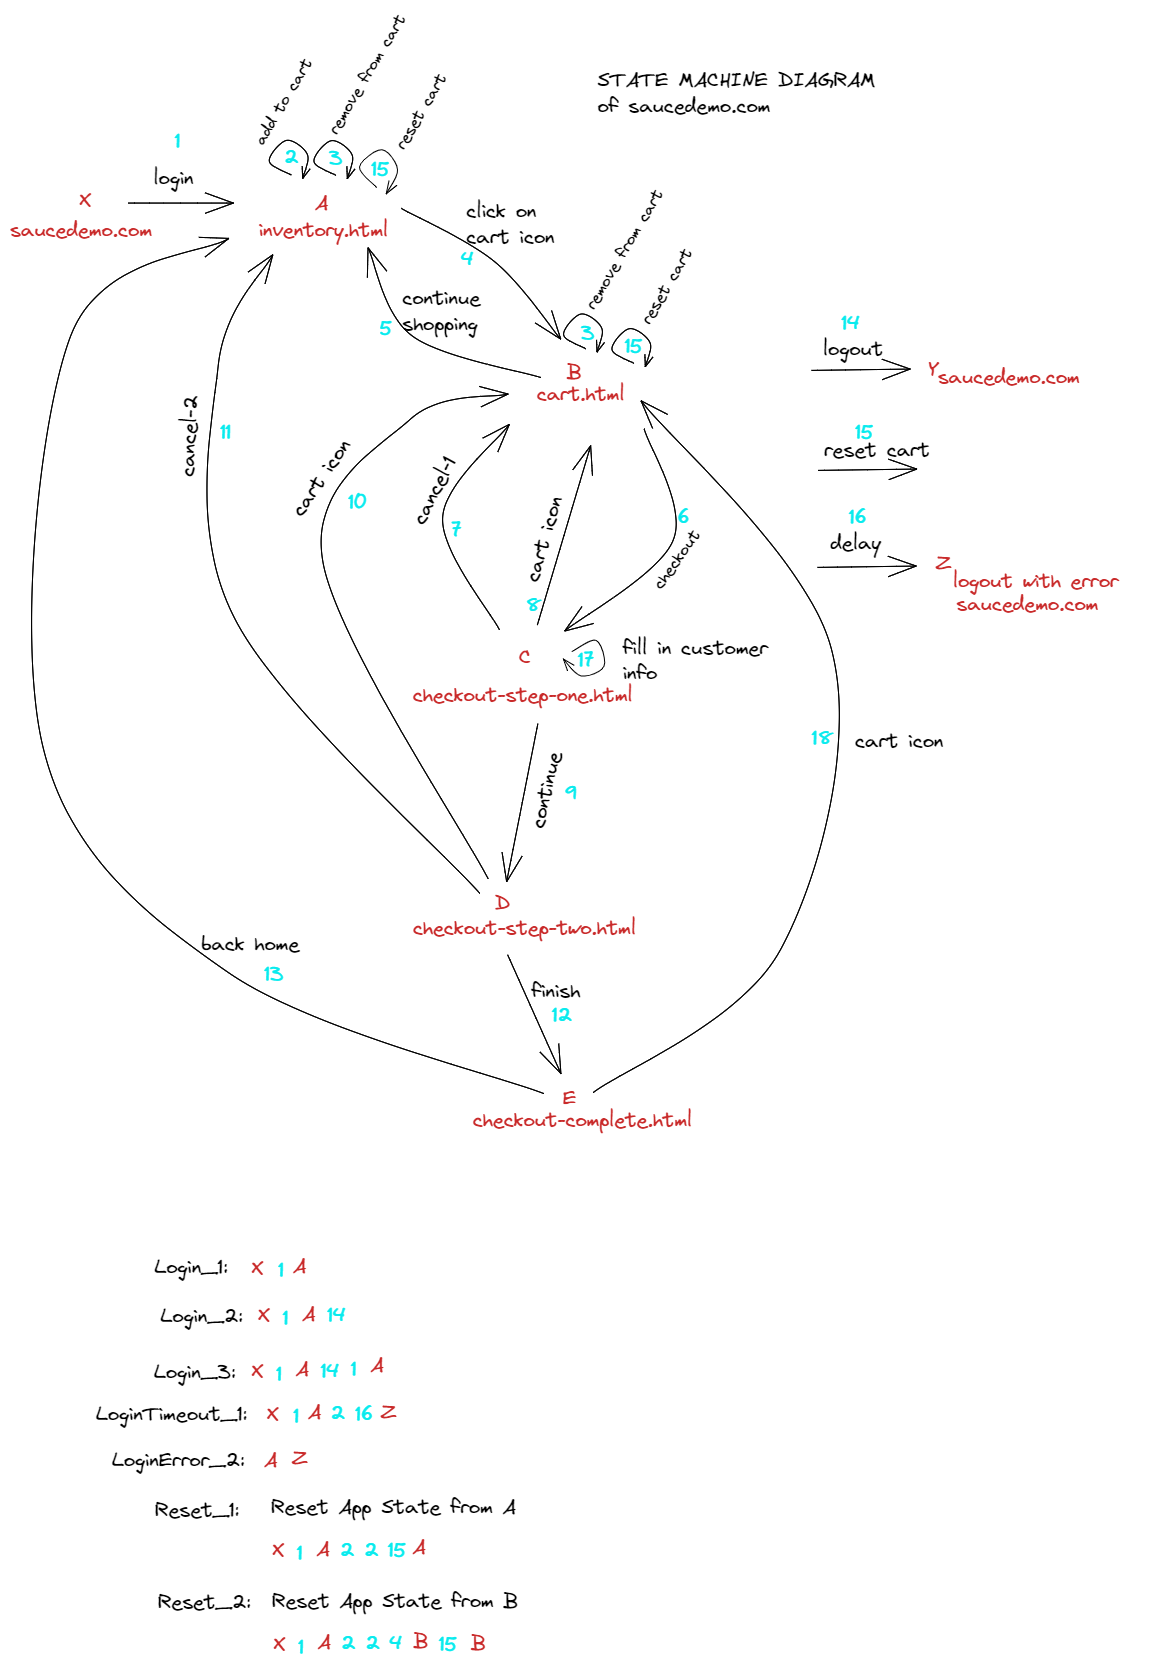 STATE MACHINE DIAGRAM
of saucedemo.com
add to cart
remove from cart
reset cart
1
login
2
3
15
X
saucedemo.com
A
inventory.html
click on
cart icon
4
continue
shopping
5
remove from cart
reset cart
3
15
B
cart.html
14
logout
Y
saucedemo.com
15
reset cart
16
delay
Z
logout with error
saucedemo.com
cancel-2
11
cart icon
10
cancel-1
7
cart icon
8
6
checkout
C
checkout-step-one.html
17
fill in customer
info
18
cart icon
continue
9
D
checkout-step-two.html
back home
13
finish
12
E
checkout-complete.html
Login_1: X 1 A
Login_2: X 1 A 14
Login_3: X 1 A 14 1 A
LoginTimeout_1: X 1 A 2 16 Z
LoginError_2: A Z
Reset_1: Reset App State from A
X 1 A 2 2 15 A
Reset_2: Reset App State from B
X 1 A 2 2 4 B 15 B